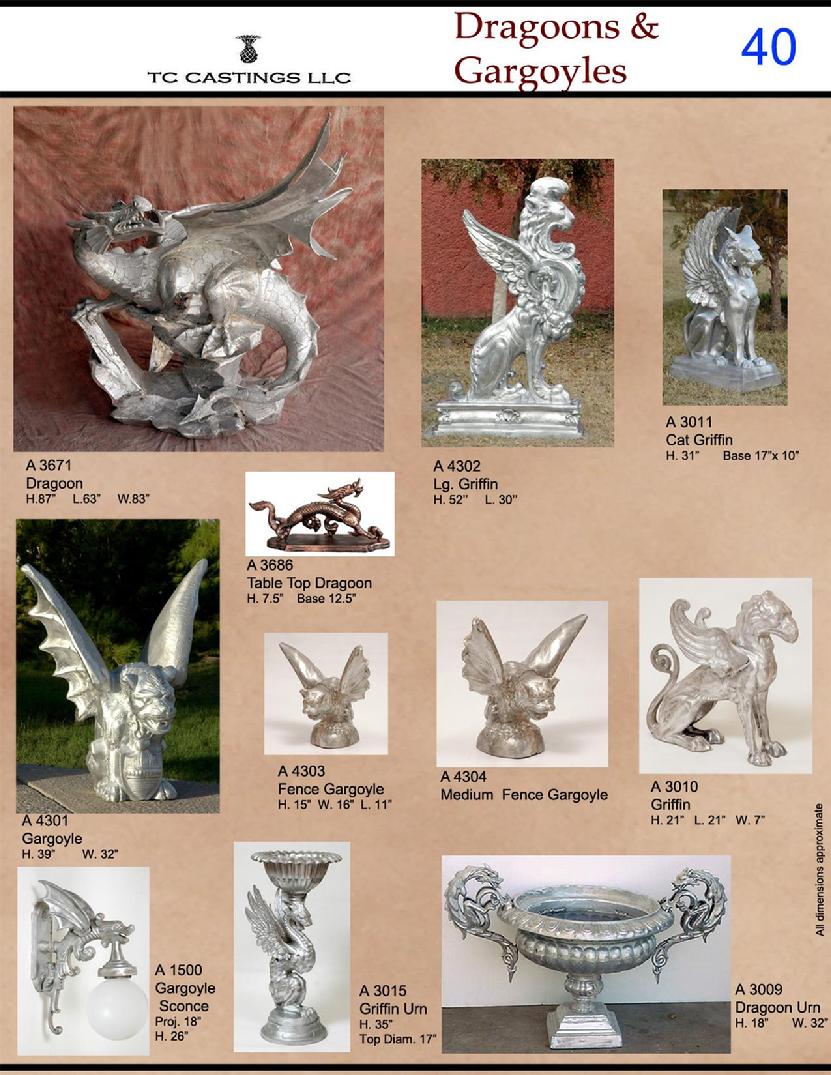 Dragoons &
Gargoyles
40
TC CASTINGS LLC
A 3671
Dragoon
H.87" L.63" W.83"
A 4302
Lg. Griffin
H. 52" L. 30"
A 3011
Cat Griffin
H. 31" Base 17"x 10"
A 3686
Table Top Dragoon
H. 7.5" Base 12.5"
A 4301
Gargoyle
H. 39" W. 32"
A 4303
Fence Gargoyle
H. 15" W. 16" L. 11"
A 4304
Medium Fence Gargoyle
A 3010
Griffin
H. 21" L. 21" W. 7"
All dimensions approximate
A 1500
Gargoyle
Sconce
Proj. 18"
H. 26"
A 3015
Griffin Urn
H. 35"
Top Diam. 17"
A 3009
Dragoon Urn
H. 18" W. 32"